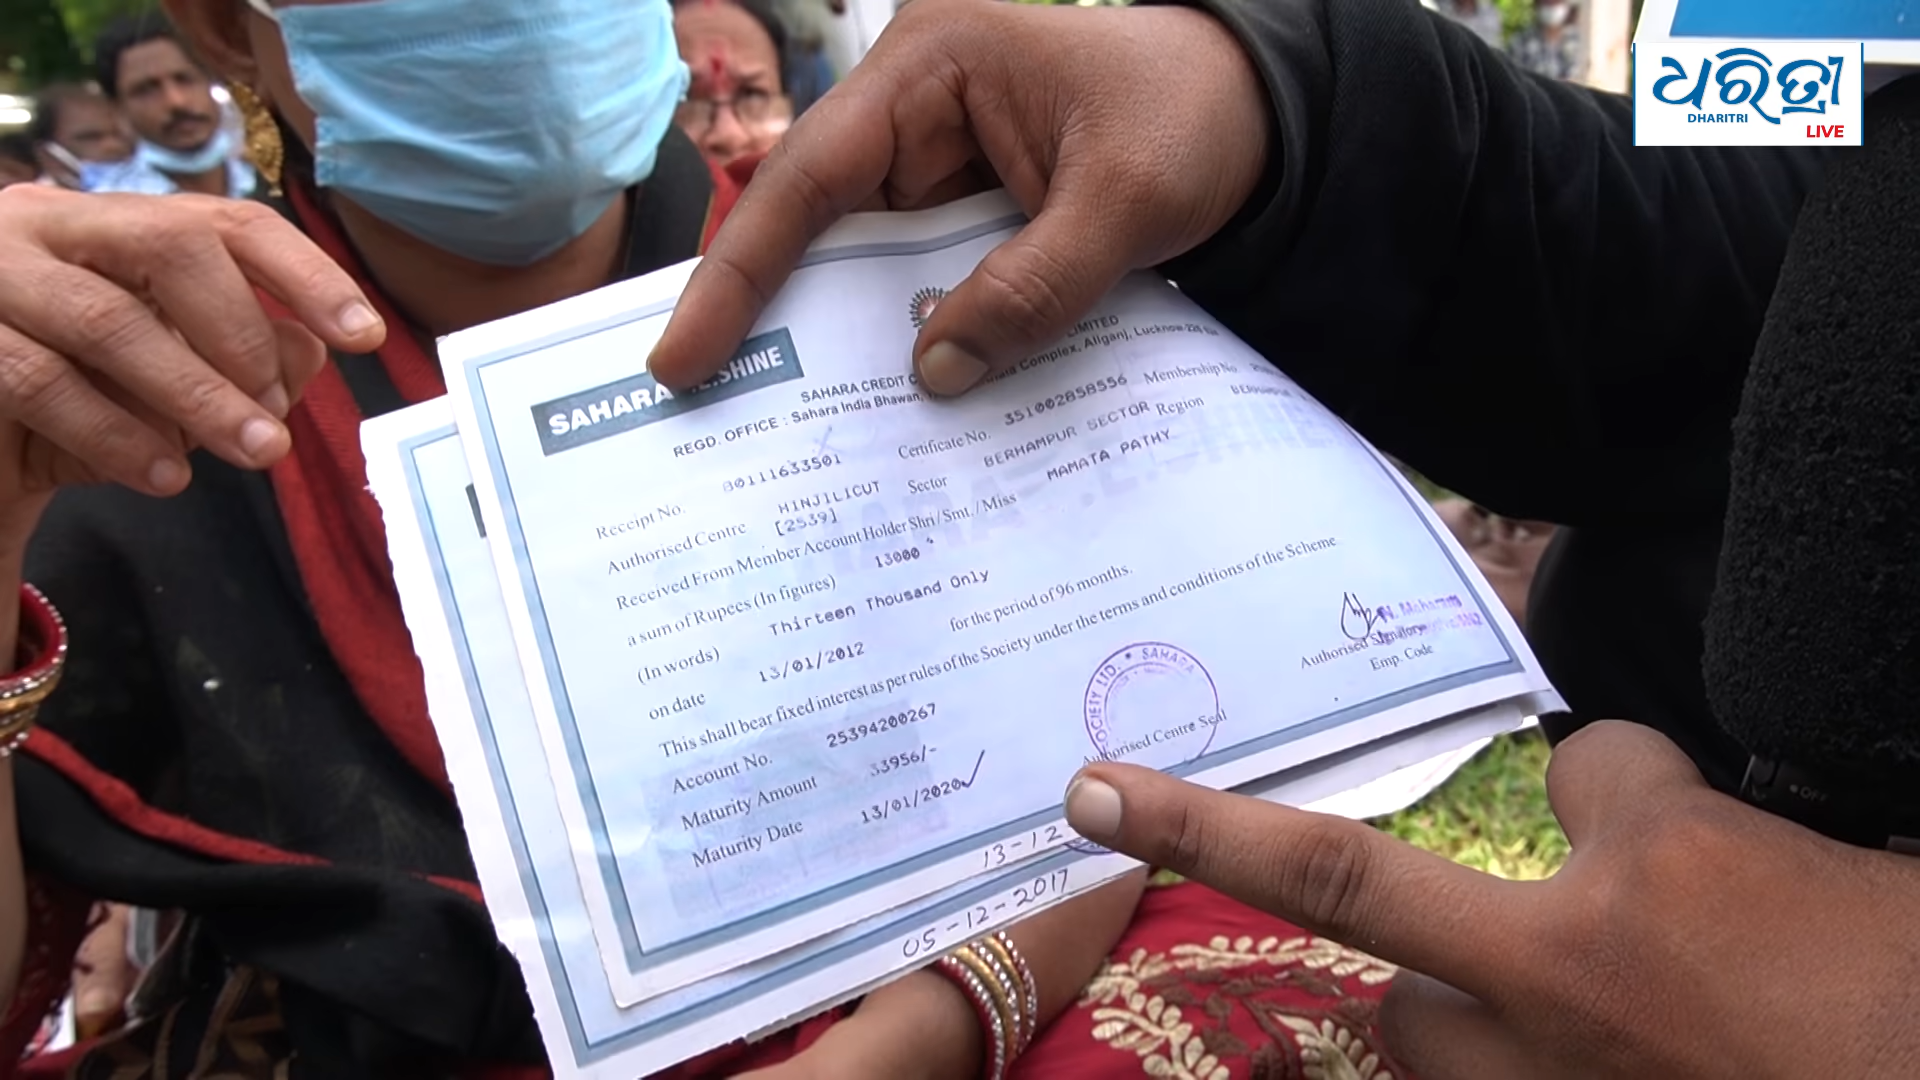 ଧରିତ୍ରୀ
DHARITRI
LIVE
SAHARA .SHINE
SAHARA CREDIT LIMITED
REGD. OFFICE : Sahara India Bhawan, Complex, Aliganj, Lucknow
Receipt No. 80111633501 Certificate No. 351002858556 Membership No.
Authorised Centre HINJILICUT Sector BERHAMPUR SECTOR Region BERHAMPUR
[2539]
Received From Member Account Holder Shri/Smt./Miss MAMATA PATHY
a sum of Rupees (In figures) 13000
(In words) Thirteen Thousand Only
on date 13/01/2012 for the period of 96 months.
This shall bear fixed interest as per rules of the Society under the terms and conditions of the Scheme
Account No. 25394200267
Maturity Amount 33956/-
Maturity Date 13/01/2020
OCIETY LTD. * SAHARA
Authorised Centre Seal
Authorised Signatory
Emp. Code
13-12
05-12-2017
OFF